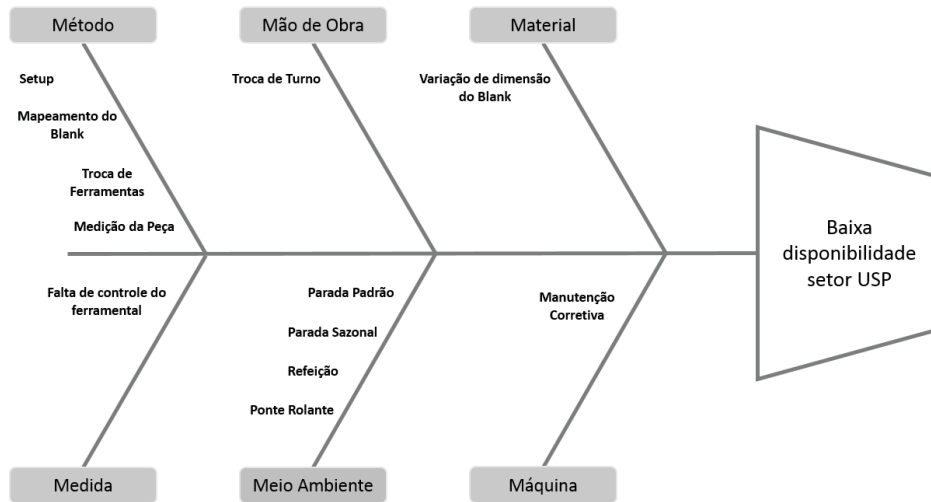 Método
Mão de Obra
Material
Setup
Mapeamento do
Blank
Troca de
Ferramentas
Medição da Peça
Troca de Turno
Variação de dimensão
do Blank
Baixa
disponibilidade
setor USP
Falta de controle do
ferramental
Parada Padrão
Parada Sazonal
Refeição
Ponte Rolante
Manutenção
Corretiva
Medida
Meio Ambiente
Máquina